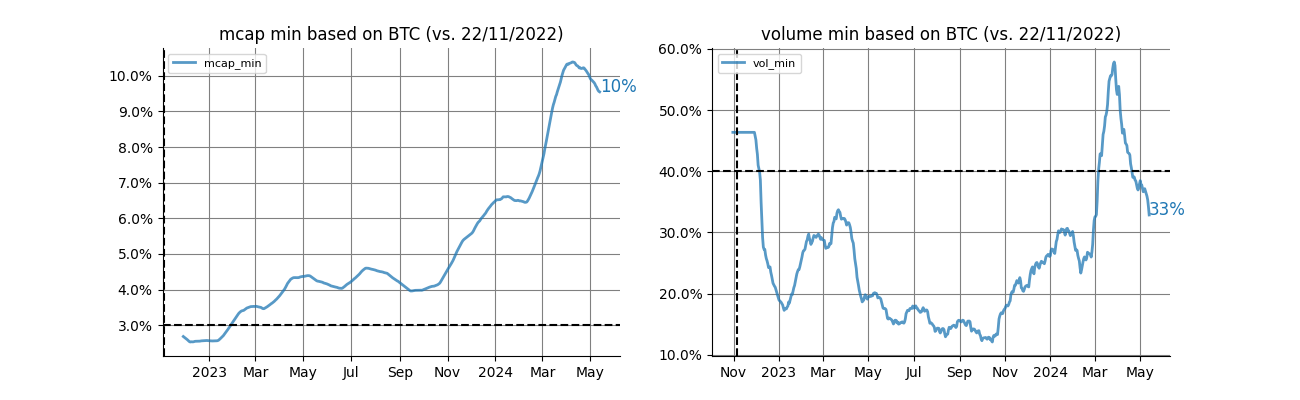 mcap min based on BTC (vs. 22/11/2022)
mcap_min
10.0%
9.0%
8.0%
7.0%
6.0%
5.0%
4.0%
3.0%
10%
2023 Mar May Jul Sep Nov 2024 Mar May
volume min based on BTC (vs. 22/11/2022)
vol_min
60.0%
50.0%
40.0%
30.0%
20.0%
10.0%
33%
Nov 2023 Mar May Jul Sep Nov 2024 Mar May